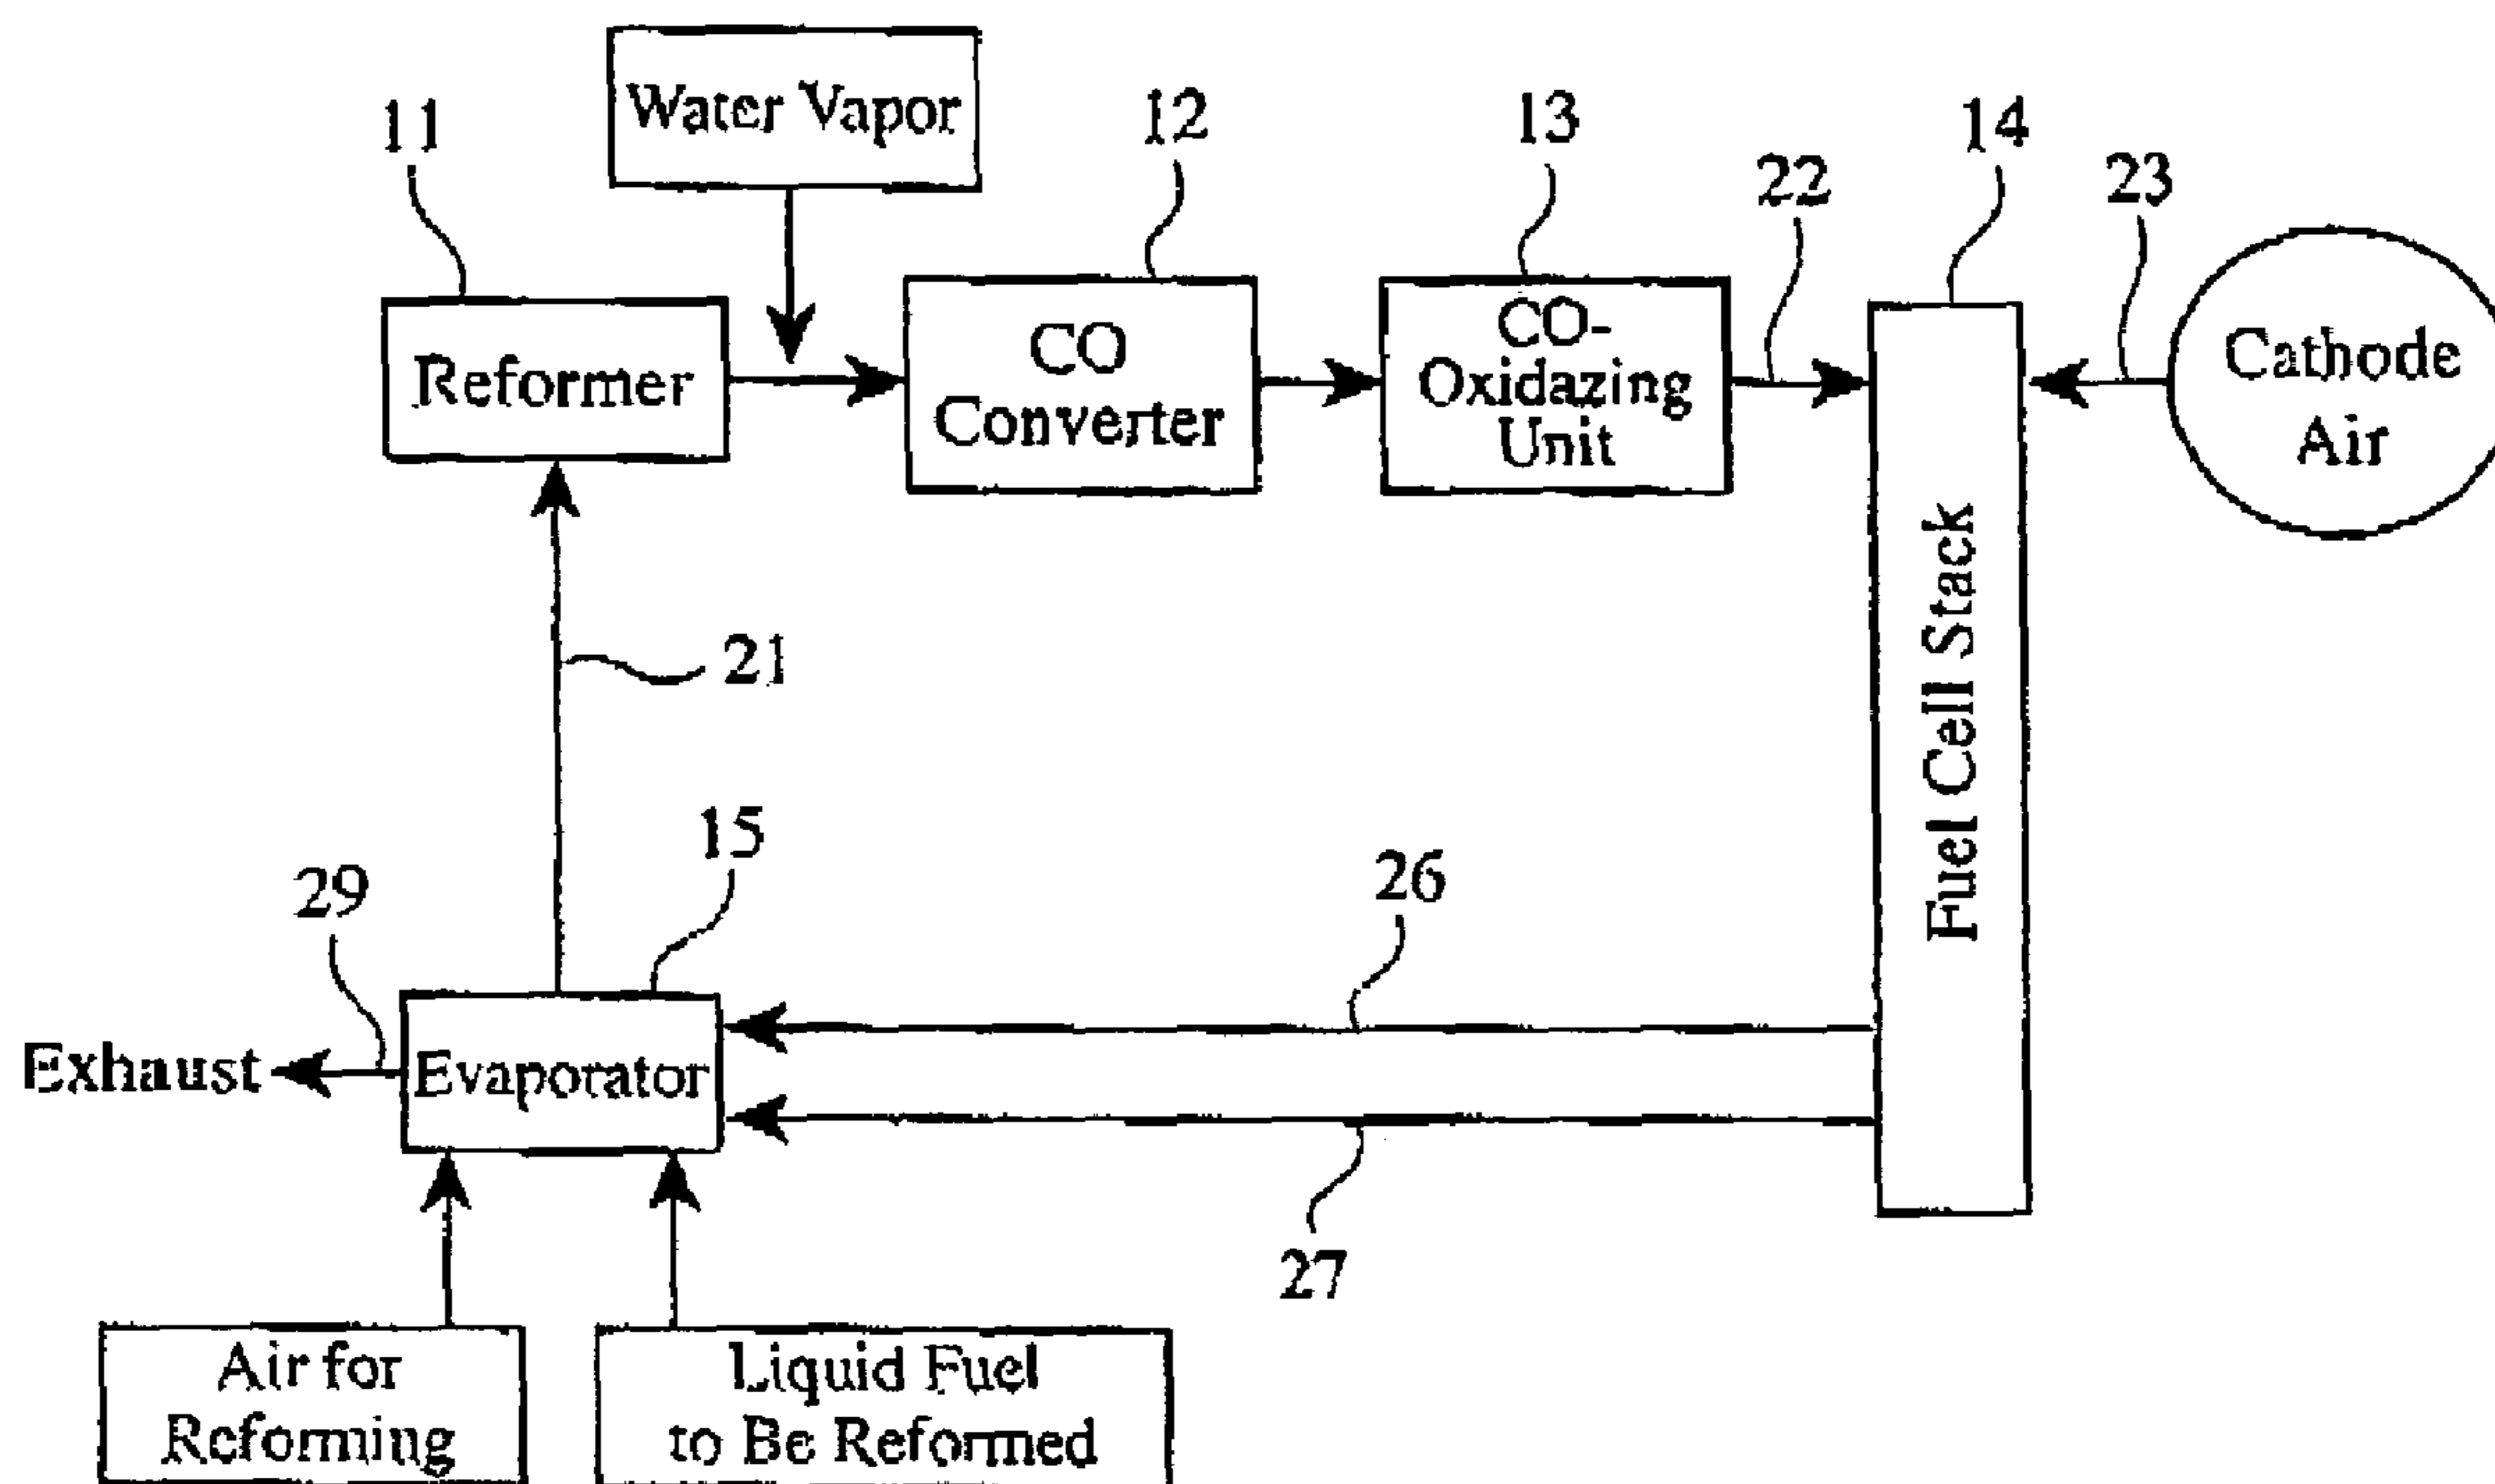 Water Vapor
11
12
13
14
22
23
Reformer
CO
Converter
CO-
Oxidazing
Unit
Cathode
Air
Fuel Cell Stack
21
15
26
29
Exhaust
Evaporator
27
Air for
Reforming
Liquid Fuel
to Be Reformed